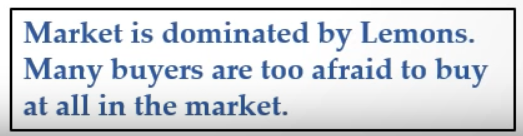 Market is dominated by Lemons.
Many buyers are too afraid to buy
at all in the market.